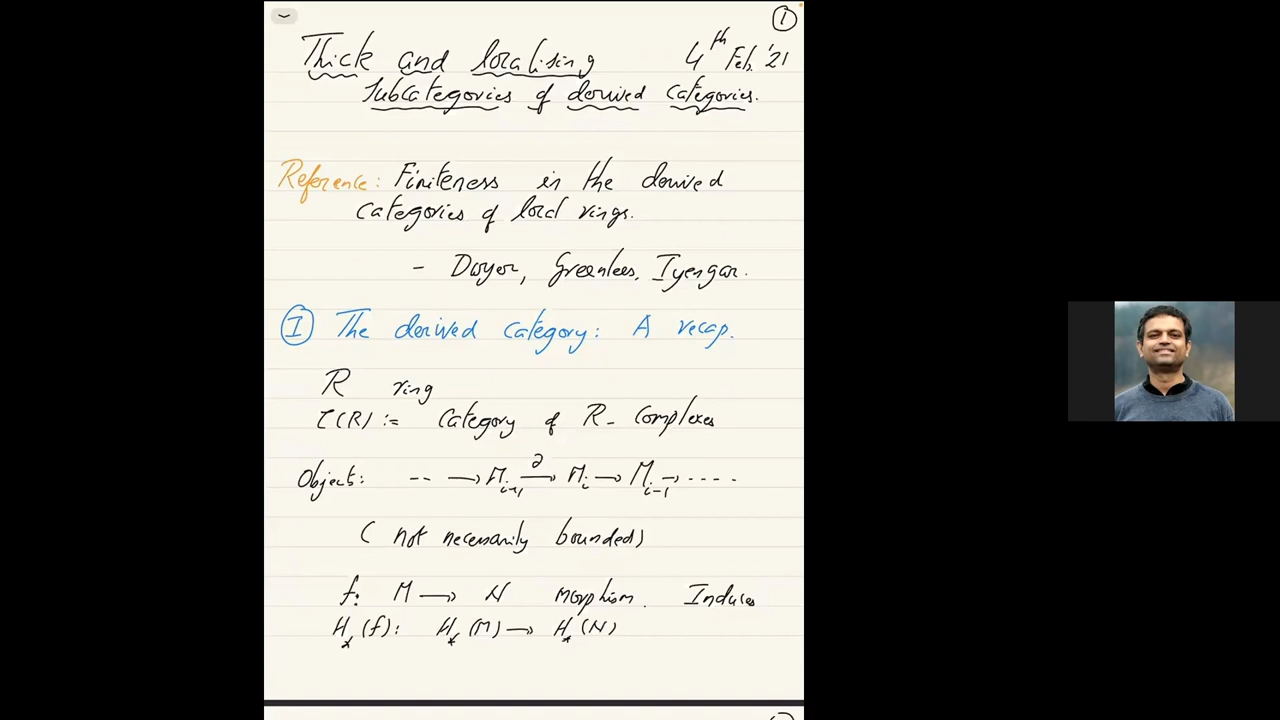 ①
Thick and localising 4th Feb. '21
Subcategories of derived categories.
Reference: Finiteness in the derived
categories of local rings.
- Dwyer, Greenlees, Iyengar.
Ⓘ The derived category: A recap.
R ring
C(R) := Category of R-complexes
Objects: -- → M_{i+1} –∂→ M_i → M_{i-1} → ----
( not necessarily bounded)
f: M → N morphism. Induces
H_*(f): H_*(M) → H_*(N)